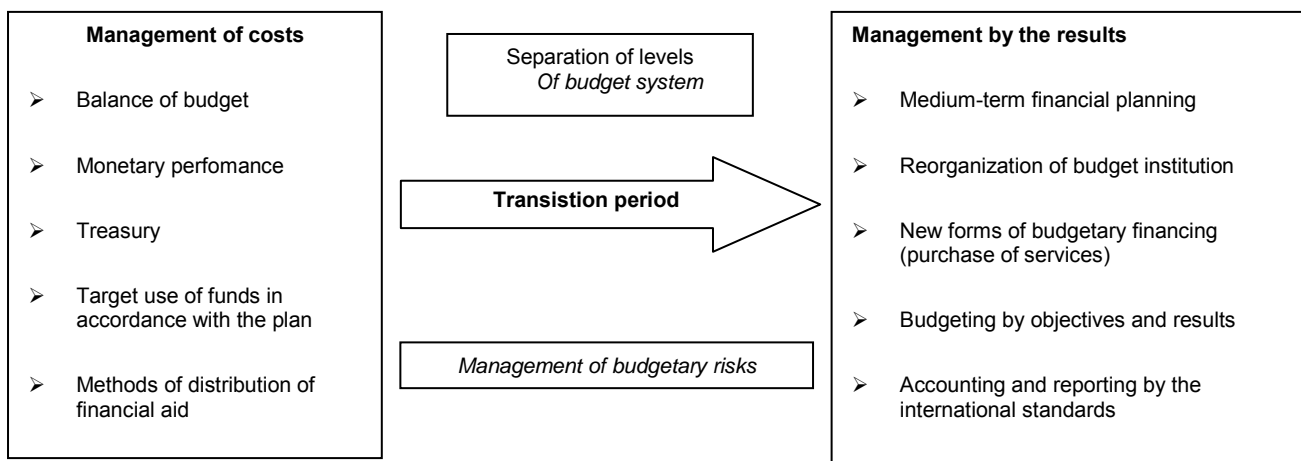 Management of costs
➢ Balance of budget
➢ Monetary perfomance
➢ Treasury
➢ Target use of funds in
accordance with the plan
➢ Methods of distribution of
financial aid
Separation of levels
Of budget system
Transistion period
Management of budgetary risks
Management by the results
➢ Medium-term financial planning
➢ Reorganization of budget institution
➢ New forms of budgetary financing
(purchase of services)
➢ Budgeting by objectives and results
➢ Accounting and reporting by the
international standards